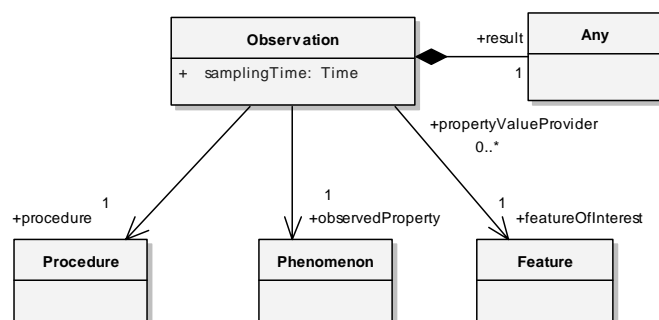 Observation
+ samplingTime: Time
+result
1
Any
+propertyValueProvider
0..*
1
+procedure
1
+observedProperty
1
+featureOfInterest
Procedure
Phenomenon
Feature